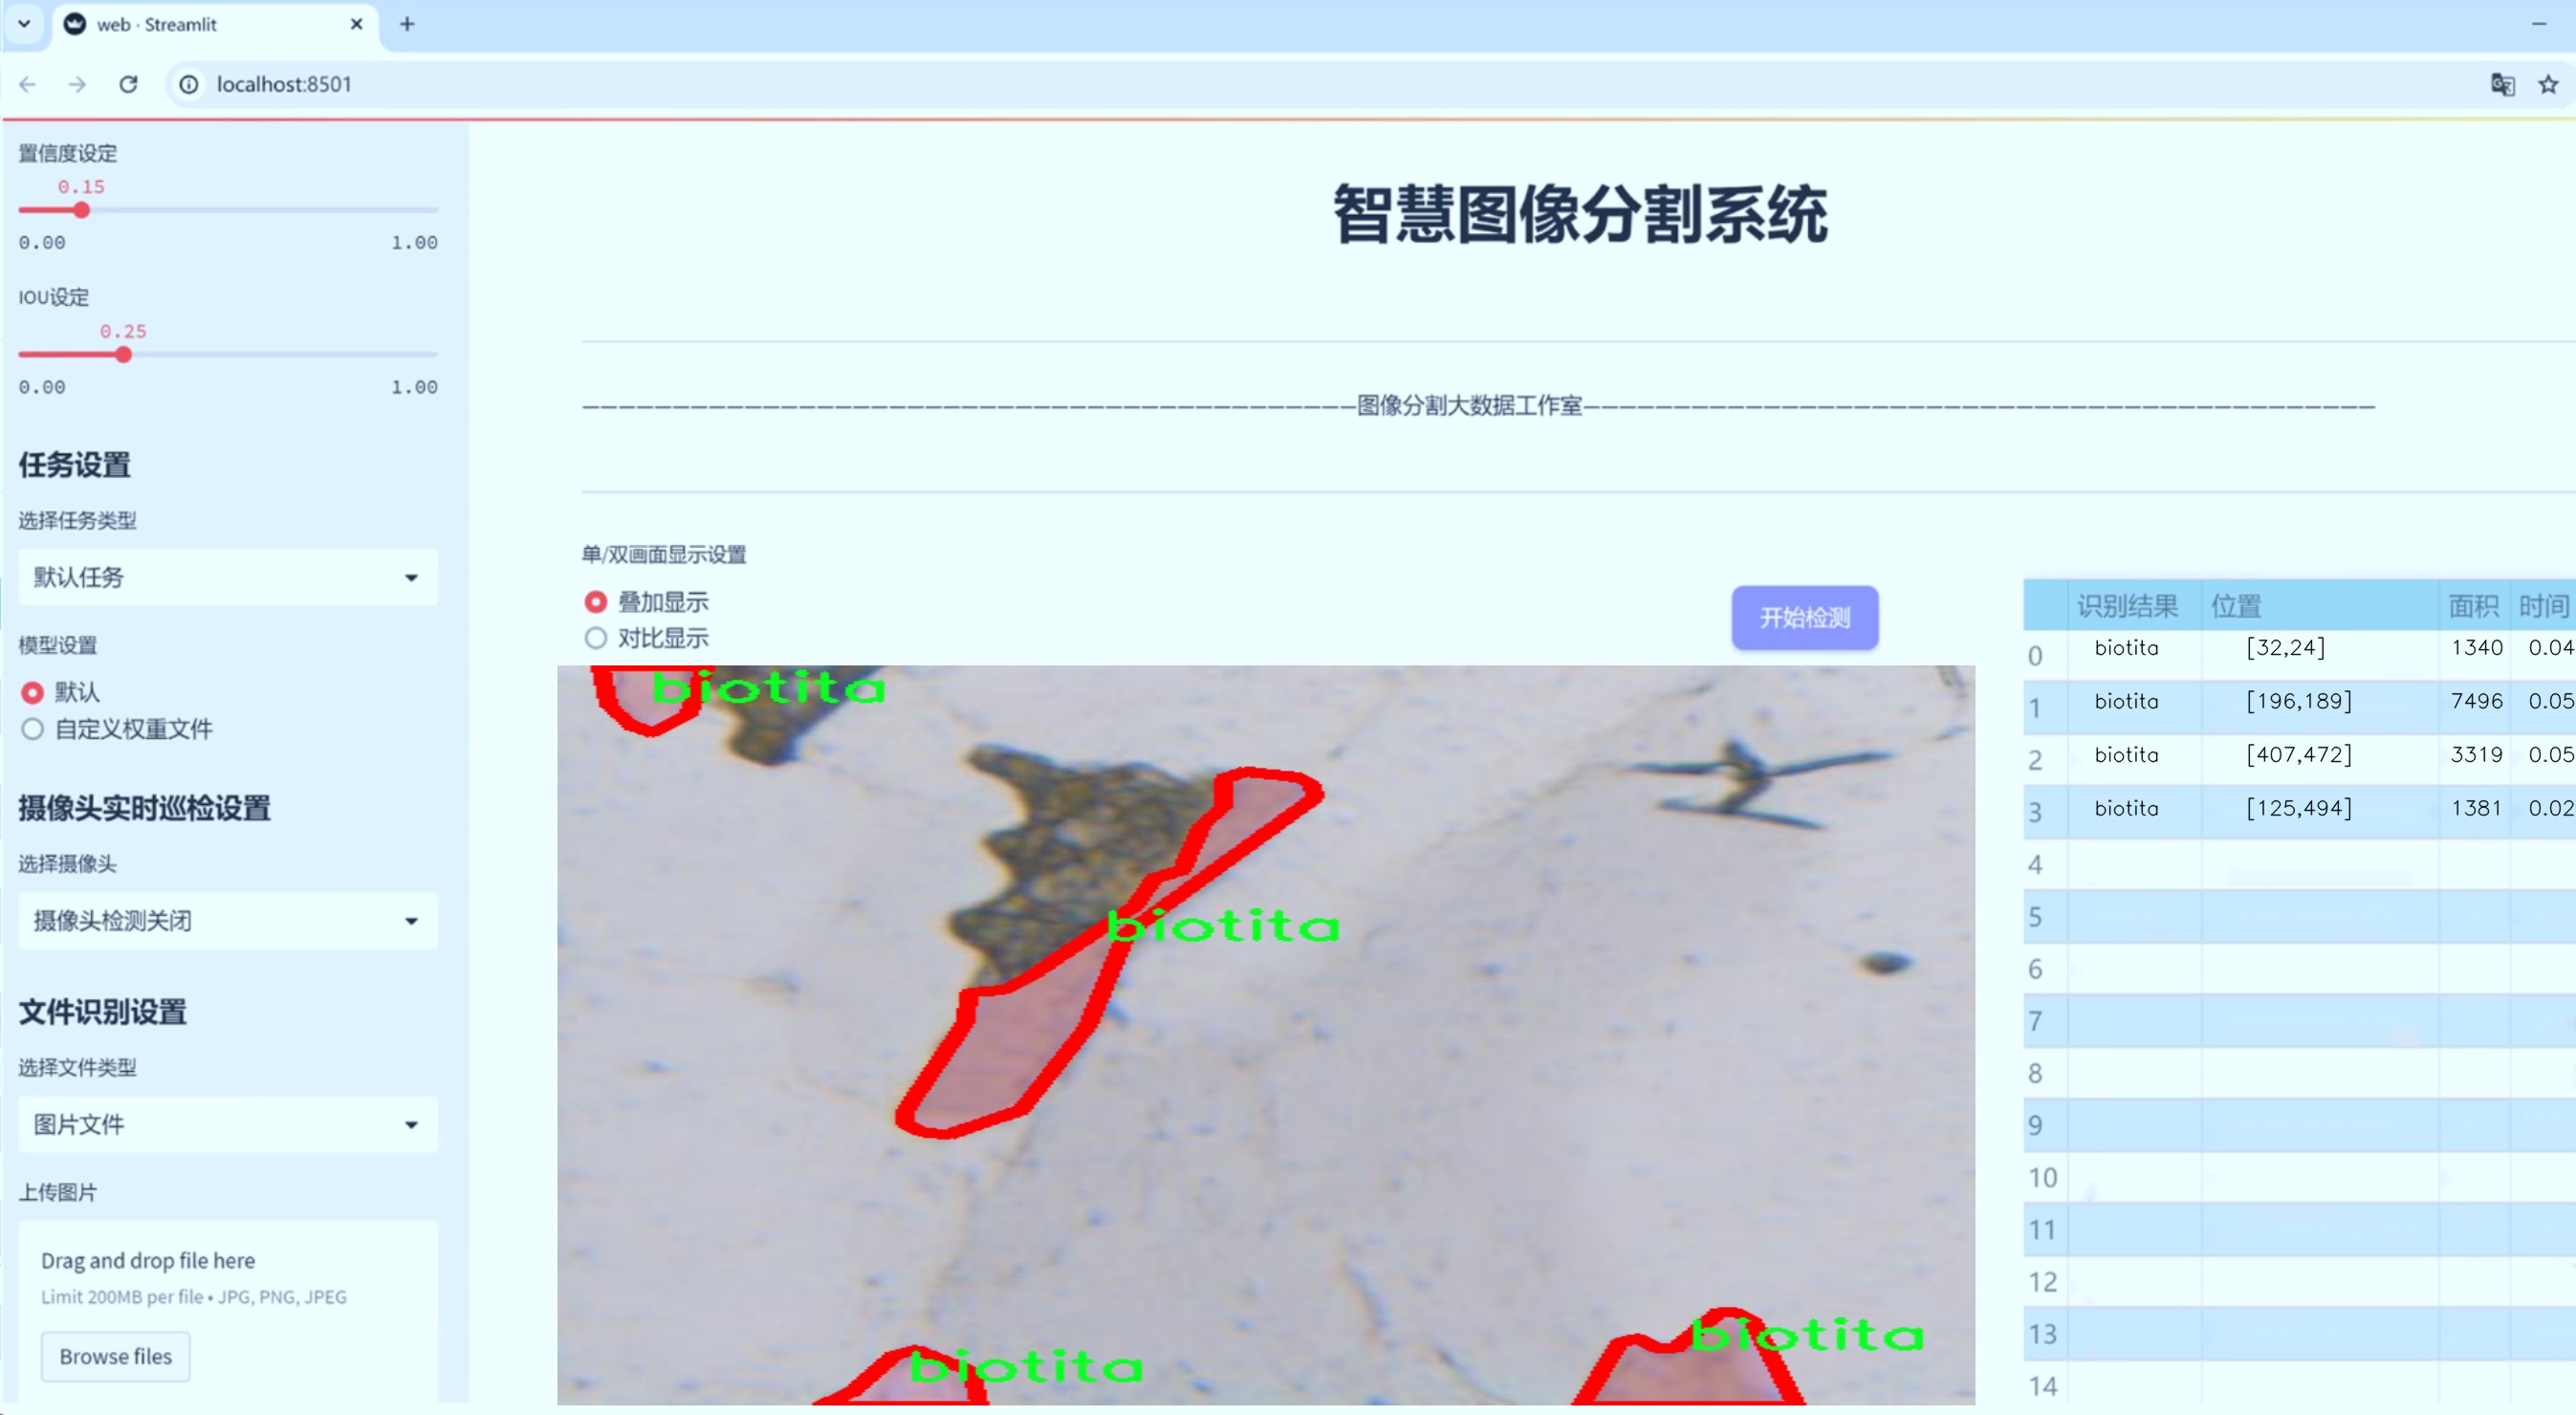 web · Streamlit
localhost:8501
置信度设定
0.15
0.00 1.00
IOU设定
0.25
0.00 1.00
任务设置
选择任务类型
默认任务
模型设置
默认
自定义权重文件
摄像头实时巡检设置
选择摄像头
摄像头检测关闭
文件识别设置
选择文件类型
图片文件
上传图片
Drag and drop file here
Limit 200MB per file • JPG, PNG, JPEG
Browse files
智慧图像分割系统
图像分割大数据工作室
单/双画面显示设置
叠加显示
对比显示
开始检测
biotita
biotita
biotita
biotita
识别结果 位置 面积 时间
0 biotita [32,24] 1340 0.04
1 biotita [196,189] 7496 0.05
2 biotita [407,472] 3319 0.05
3 biotita [125,494] 1381 0.02
4
5
6
7
8
9
10
11
12
13
14